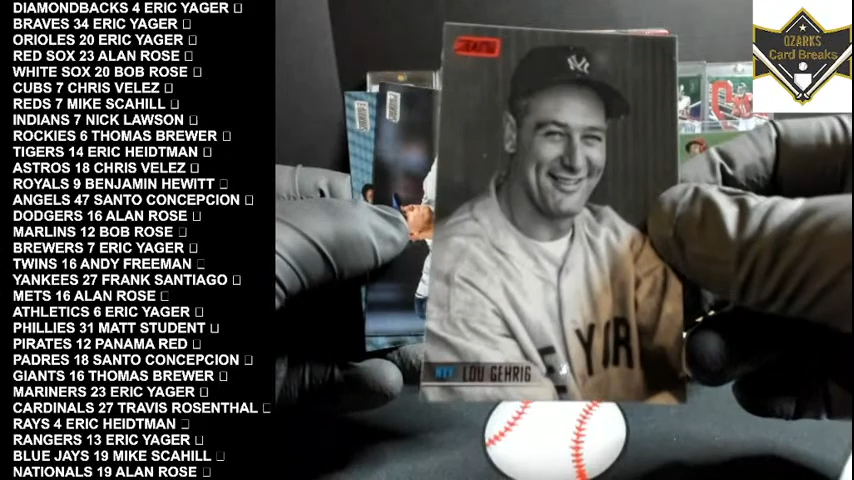 DIAMONDBACKS 4 ERIC YAGER
BRAVES 34 ERIC YAGER
ORIOLES 20 ERIC YAGER
RED SOX 23 ALAN ROSE
WHITE SOX 20 BOB ROSE
CUBS 7 CHRIS VELEZ
REDS 7 MIKE SCAHILL
INDIANS 7 NICK LAWSON
ROCKIES 6 THOMAS BREWER
TIGERS 14 ERIC HEIDTMAN
ASTROS 18 CHRIS VELEZ
ROYALS 9 BENJAMIN HEWITT
ANGELS 47 SANTO CONCEPCION
DODGERS 16 ALAN ROSE
MARLINS 12 BOB ROSE
BREWERS 7 ERIC YAGER
TWINS 16 ANDY FREEMAN
YANKEES 27 FRANK SANTIAGO
METS 16 ALAN ROSE
ATHLETICS 6 ERIC YAGER
PHILLIES 31 MATT STUDENT
PIRATES 12 PANAMA RED
PADRES 18 SANTO CONCEPCION
GIANTS 16 THOMAS BREWER
MARINERS 23 ERIC YAGER
CARDINALS 27 TRAVIS ROSENTHAL
RAYS 4 ERIC HEIDTMAN
RANGERS 13 ERIC YAGER
BLUE JAYS 19 MIKE SCAHILL
NATIONALS 19 ALAN ROSE
OZARKS
Card Breaks
NY
NYY LOU GEHRIG
YOR